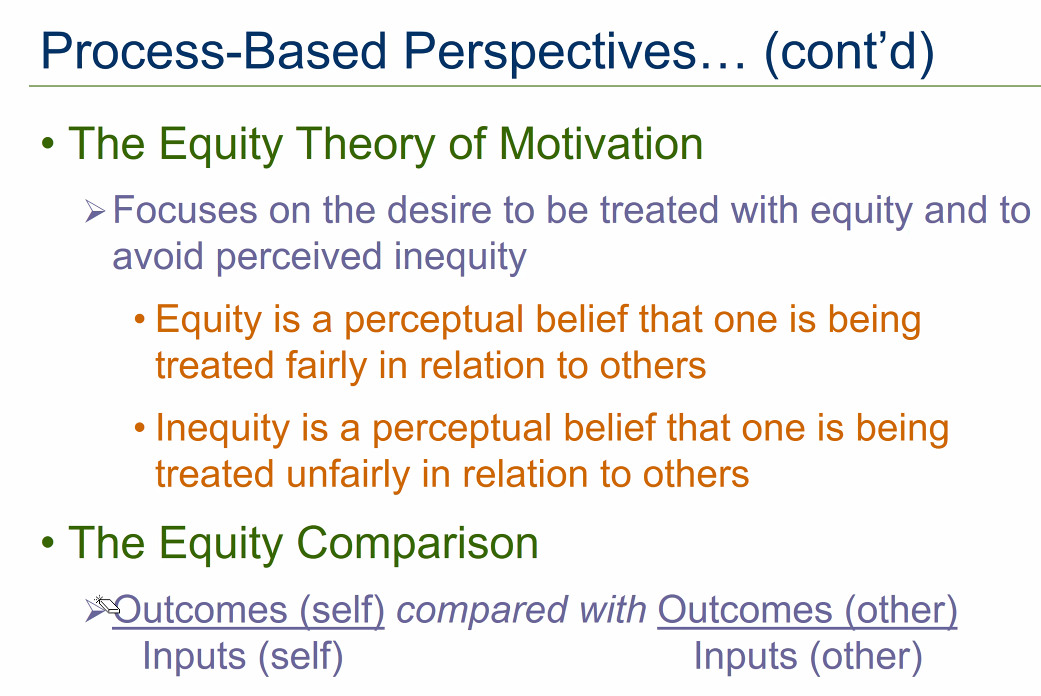 Process-Based Perspectives… (cont’d)
• The Equity Theory of Motivation
➢ Focuses on the desire to be treated with equity and to
avoid perceived inequity
• Equity is a perceptual belief that one is being
treated fairly in relation to others
• Inequity is a perceptual belief that one is being
treated unfairly in relation to others
• The Equity Comparison
➢ Outcomes (self) compared with Outcomes (other)
Inputs (self) Inputs (other)